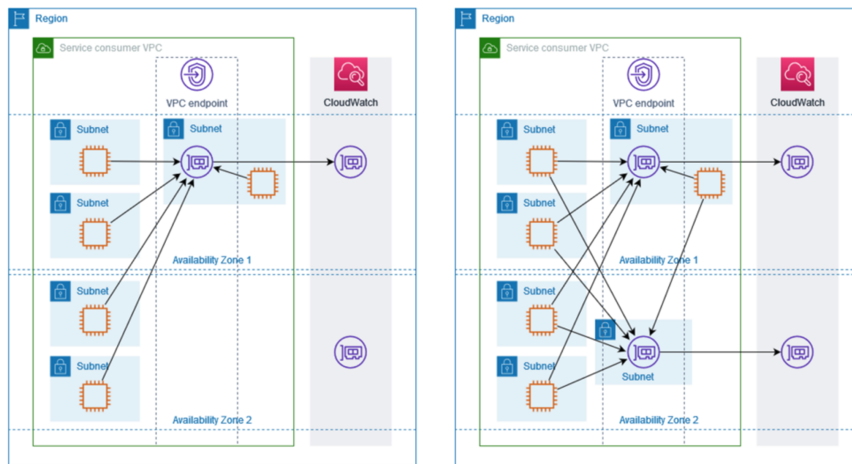 Region
Service consumer VPC
VPC endpoint
CloudWatch
Subnet
Subnet
Subnet
Availability Zone 1
Subnet
Subnet
Availability Zone 2
Region
Service consumer VPC
VPC endpoint
CloudWatch
Subnet
Subnet
Subnet
Availability Zone 1
Subnet
Subnet
Subnet
Availability Zone 2